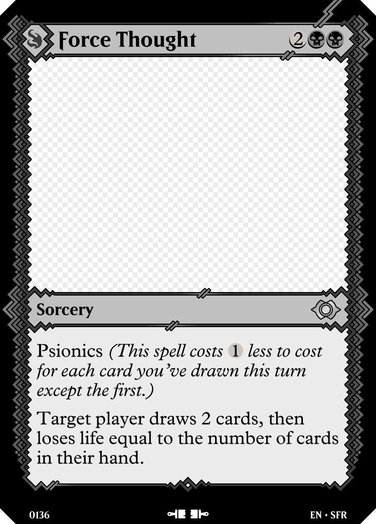 Force Thought 2
Sorcery
Psionics (This spell costs 1 less to cost
for each card you've drawn this turn
except the first.)
Target player draws 2 cards, then
loses life equal to the number of cards
in their hand.
0136
EN • SFR